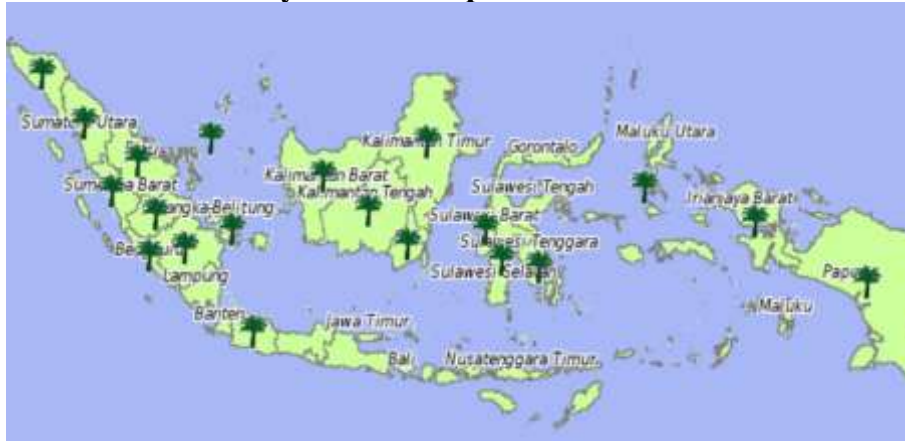 Sumatera Utara
Maluku Utara
Kalimantan Timur
Gorontalo
Kalimantan Barat
Sumatera Barat
Kalimantan Tengah
Sulawesi Tengah
Irianjaya Barat
Bangka-Belitung
Sulawesi Barat
Sulawesi Tenggara
Lampung
Sulawesi Selatan
Papua
Banten
Maluku
Jawa Timur
Bali
Nusatenggara Timur